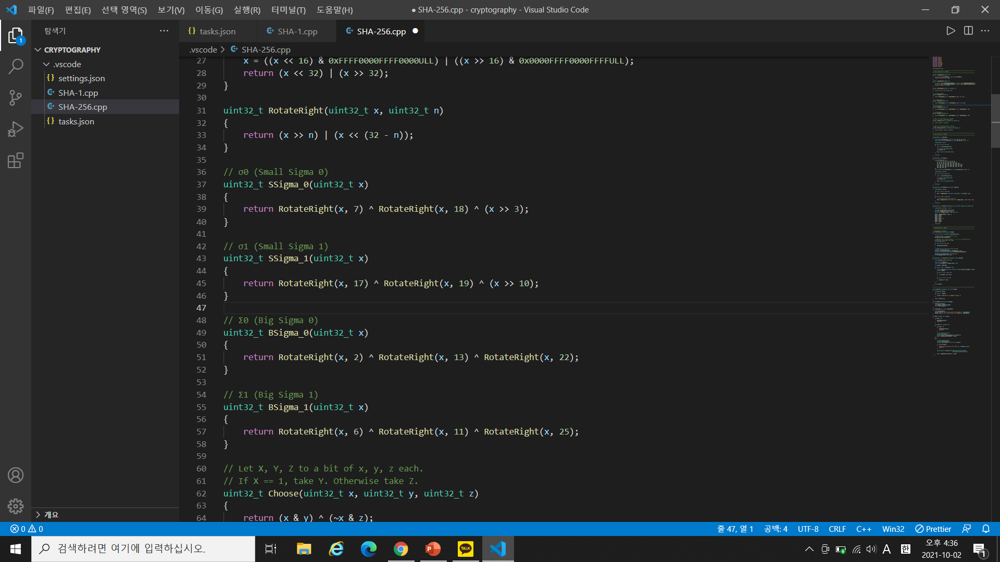 파일(F) 편집(E) 선택 영역(S) 보기(V) 이동(G) 실행(R) 터미널(T) 도움말(H)
● SHA-256.cpp - cryptography - Visual Studio Code
탐색기
CRYPTOGRAPHY
.vscode
settings.json
SHA-1.cpp
SHA-256.cpp
tasks.json
개요
1
tasks.json SHA-1.cpp SHA-256.cpp ●
.vscode > SHA-256.cpp
27 x = ((x << 16) & 0xFFFF0000FFFF0000ULL) | ((x >> 16) & 0x0000FFFF0000FFFFULL);
28 return (x << 32) | (x >> 32);
29 }
30
31 uint32_t RotateRight(uint32_t x, uint32_t n)
32 {
33 return (x >> n) | (x << (32 - n));
34 }
35
36 // σ0 (Small Sigma 0)
37 uint32_t SSigma_0(uint32_t x)
38 {
39 return RotateRight(x, 7) ^ RotateRight(x, 18) ^ (x >> 3);
40 }
41
42 // σ1 (Small Sigma 1)
43 uint32_t SSigma_1(uint32_t x)
44 {
45 return RotateRight(x, 17) ^ RotateRight(x, 19) ^ (x >> 10);
46 }
47
48 // Σ0 (Big Sigma 0)
49 uint32_t BSigma_0(uint32_t x)
50 {
51 return RotateRight(x, 2) ^ RotateRight(x, 13) ^ RotateRight(x, 22);
52 }
53
54 // Σ1 (Big Sigma 1)
55 uint32_t BSigma_1(uint32_t x)
56 {
57 return RotateRight(x, 6) ^ RotateRight(x, 11) ^ RotateRight(x, 25);
58 }
59
60 // Let X, Y, Z to a bit of x, y, z each.
61 // If X == 1, take Y. Otherwise take Z.
62 uint32_t Choose(uint32_t x, uint32_t y, uint32_t z)
63 {
64 return (x & y) ^ (~x & z);
0 0 줄 47, 열 1 공백: 4 UTF-8 CRLF C++ Win32 Prettier
검색하려면 여기에 입력하십시오.
TALK
A 한
오후 4:36
2021-10-02
1